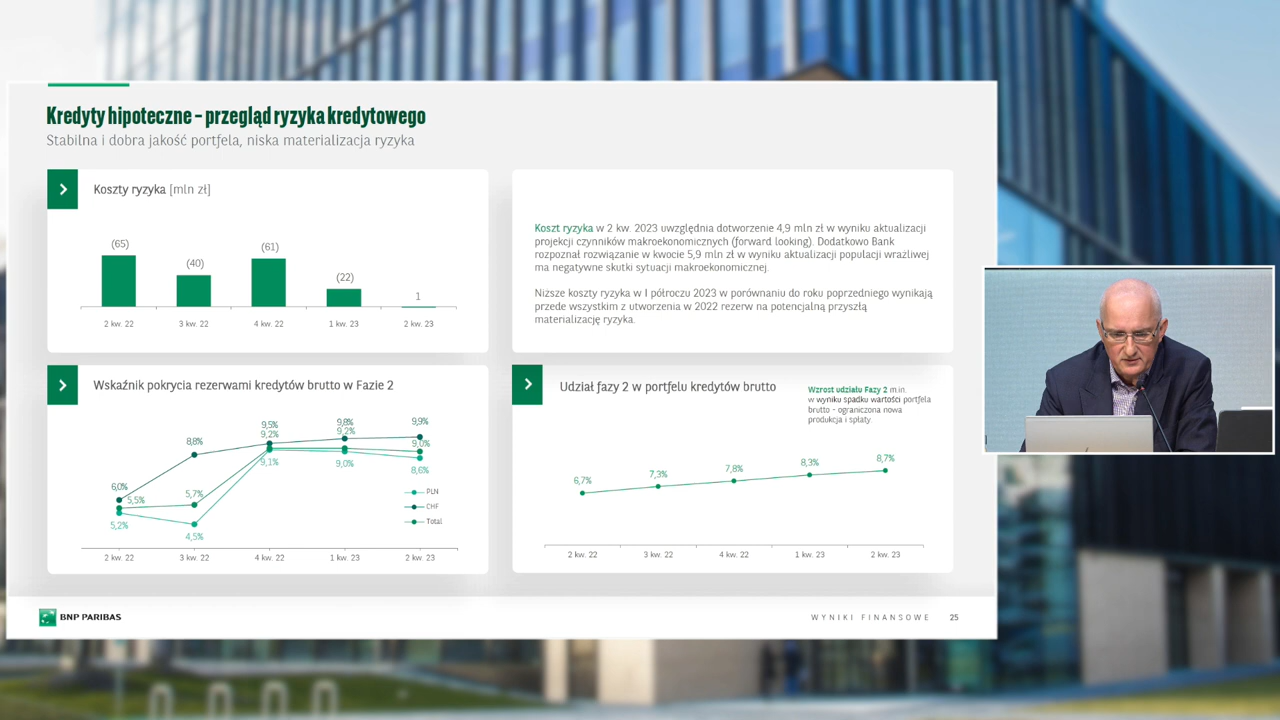 Kredyty hipoteczne – przegląd ryzyka kredytowego
Stabilna i dobra jakość portfela, niska materializacja ryzyka
Koszty ryzyka [mln zł]
(65)
(40)
(61)
(22)
1
2 kw. 22
3 kw. 22
4 kw. 22
1 kw. 23
2 kw. 23
Koszt ryzyka w 2 kw. 2023 uwzględnia dotworzenie 4,9 mln zł w wyniku aktualizacji
projekcji czynników makroekonomicznych (forward looking). Dodatkowo Bank
rozpoznał rozwiązanie w kwocie 5,9 mln zł w wyniku aktualizacji populacji wrażliwej
ma negatywne skutki sytuacji makroekonomicznej.
Niższe koszty ryzyka w I półroczu 2023 w porównaniu do roku poprzedniego wynikają
przede wszystkim z utworzenia w 2022 rezerw na potencjalną przyszłą
materializację ryzyka.
Wskaźnik pokrycia rezerwami kredytów brutto w Fazie 2
6,0%
5,5%
5,2%
8,8%
5,7%
4,5%
9,5%
9,2%
9,1%
9,8%
9,2%
9,0%
9,9%
9,0%
8,6%
PLN
CHF
Total
2 kw. 22
3 kw. 22
4 kw. 22
1 kw. 23
2 kw. 23
Udział fazy 2 w portfelu kredytów brutto
Wzrost udziału Fazy 2 m.in.
w wyniku spadku wartości portfela
brutto - ograniczona nowa
produkcja i spłaty.
6,7%
7,3%
7,8%
8,3%
8,7%
2 kw. 22
3 kw. 22
4 kw. 22
1 kw. 23
2 kw. 23
BNP PARIBAS
WYNIKI FINANSOWE
25